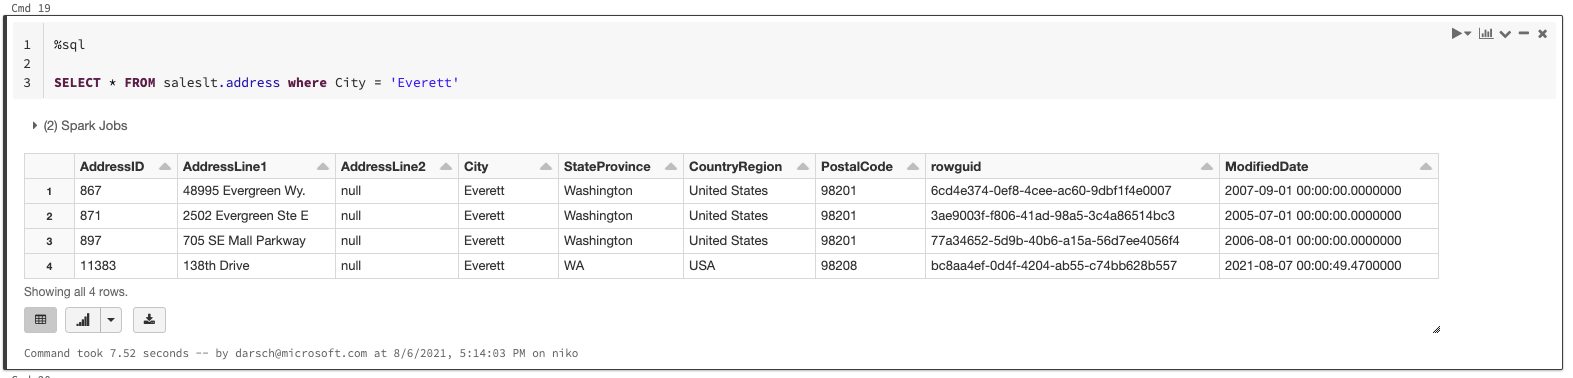 Cmd 19
1 %sql
2
3 SELECT * FROM saleslt.address where City = 'Everett'
(2) Spark Jobs
AddressID AddressLine1 AddressLine2 City StateProvince CountryRegion PostalCode rowguid ModifiedDate
1 867 48995 Evergreen Wy. null Everett Washington United States 98201 6cd4e374-0ef8-4cee-ac60-9dbf1f4e0007 2007-09-01 00:00:00.0000000
2 871 2502 Evergreen Ste E null Everett Washington United States 98201 3ae9003f-f806-41ad-98a5-3c4a86514bc3 2005-07-01 00:00:00.0000000
3 897 705 SE Mall Parkway null Everett Washington United States 98201 77a34652-5d9b-40b6-a15a-56d7ee4056f4 2006-08-01 00:00:00.0000000
4 11383 138th Drive null Everett WA USA 98208 bc8aa4ef-0d4f-4204-ab55-c74bb628b557 2021-08-07 00:00:49.4700000
Showing all 4 rows.
Command took 7.52 seconds -- by darsch@microsoft.com at 8/6/2021, 5:14:03 PM on niko